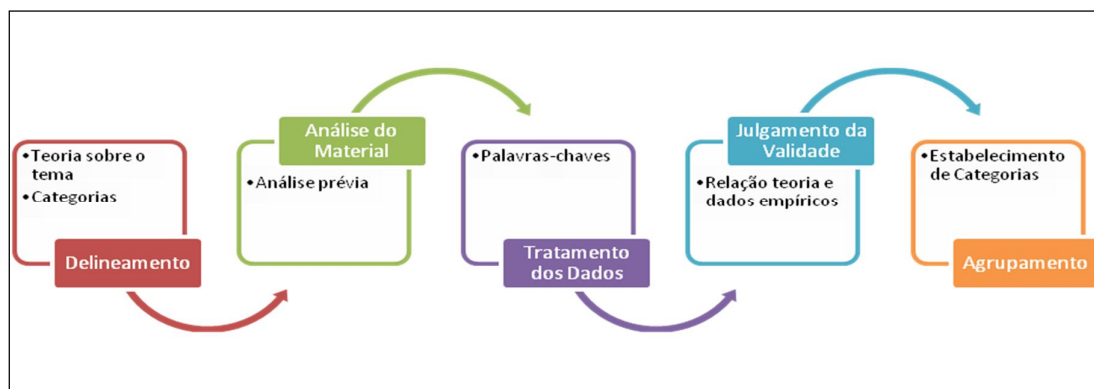 •Teoria sobre o
tema
•Categorias
Delineamento
Análise do
Material
•Análise prévia
•Palavras-chaves
Tratamento
dos Dados
Julgamento da
Validade
•Relação teoria e
dados empíricos
•Estabelecimento
de Categorias
Agrupamento